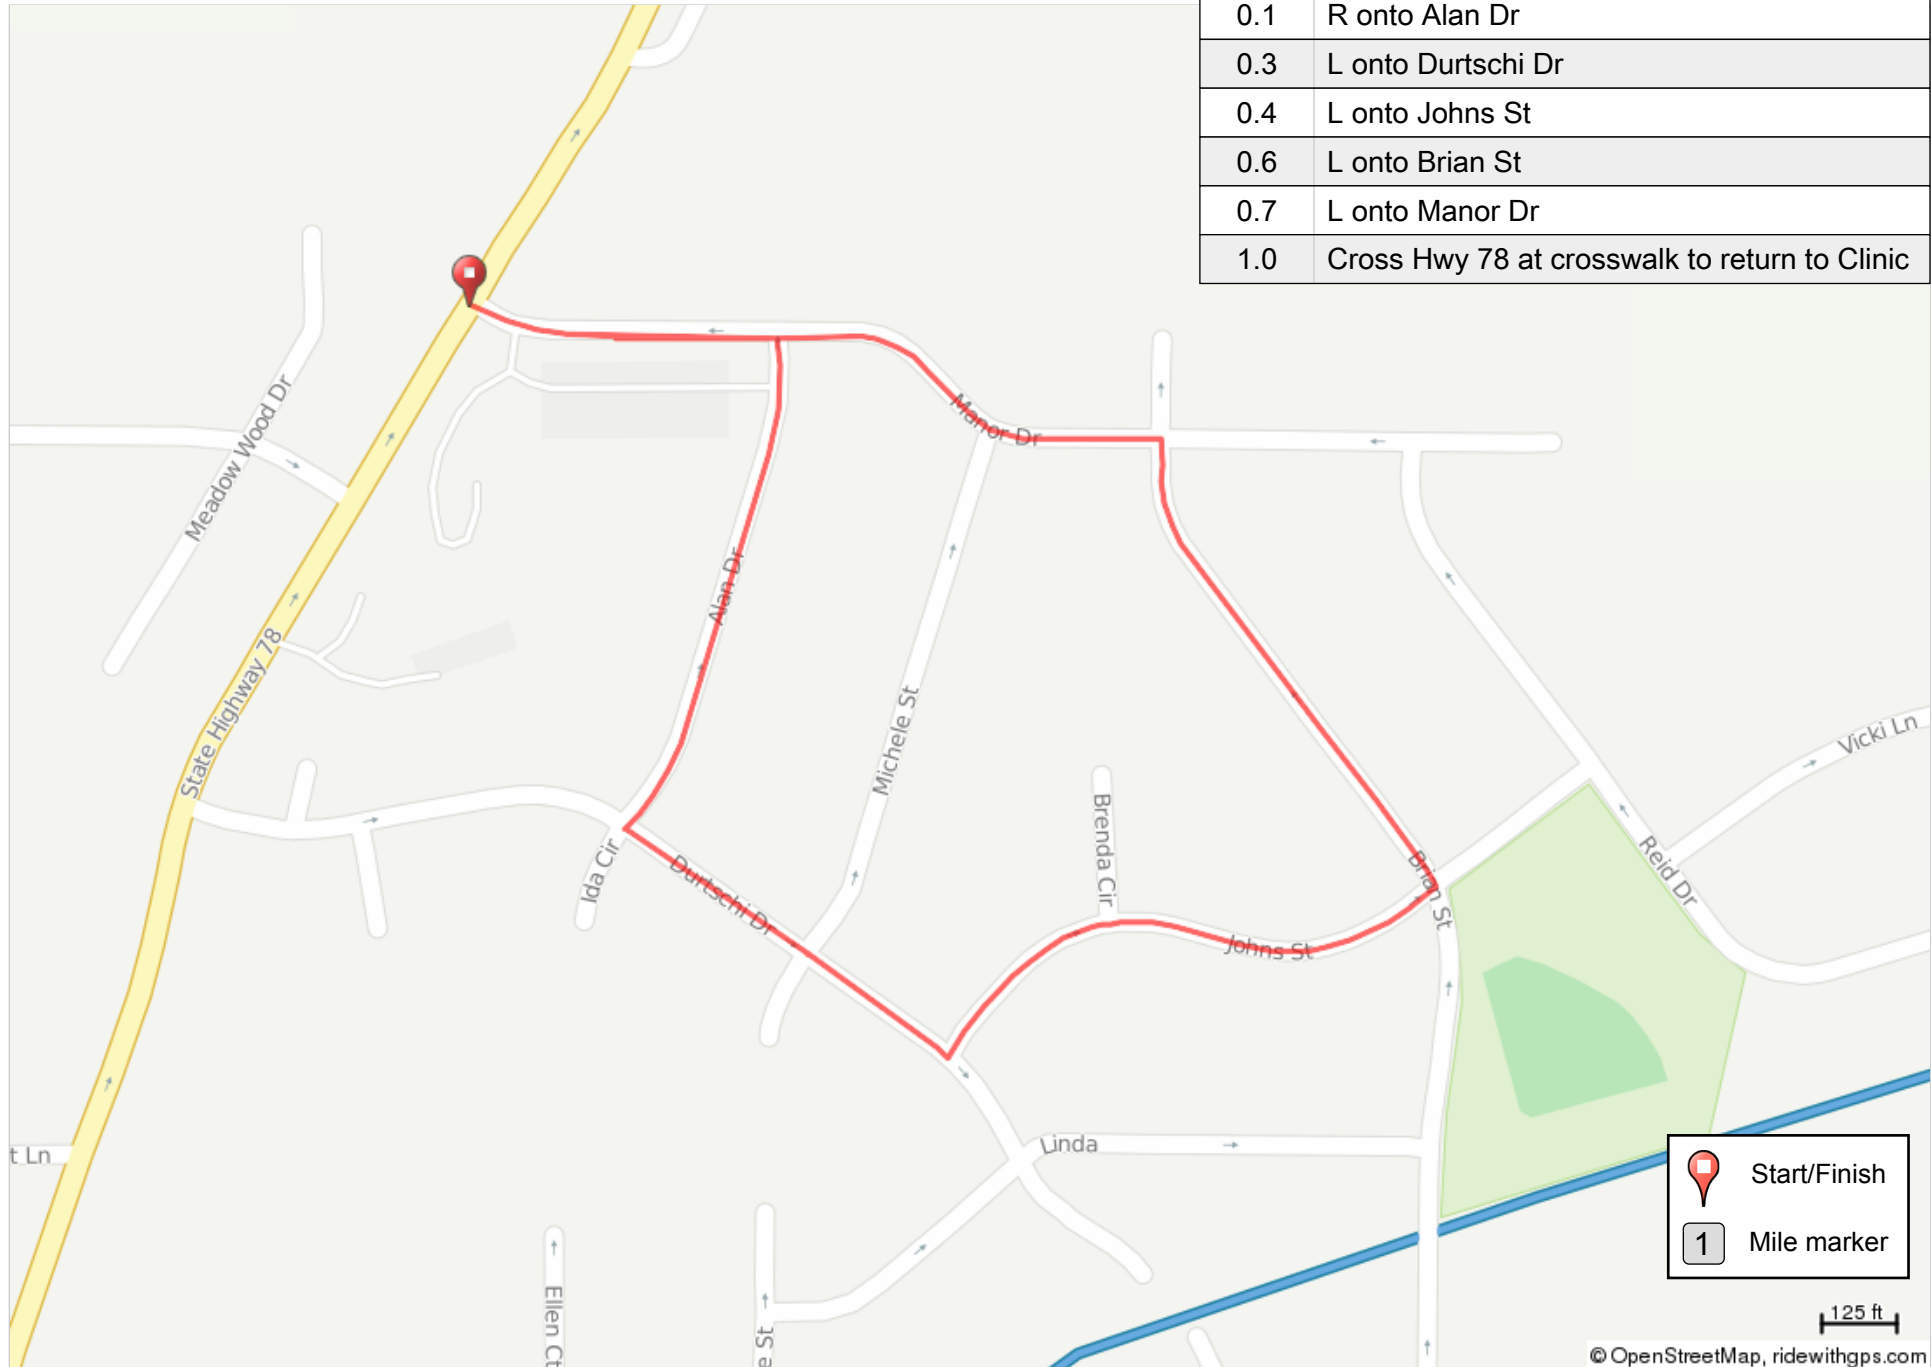 0.1 R onto Alan Dr
0.3 L onto Durtschi Dr
0.4 L onto Johns St
0.6 L onto Brian St
0.7 L onto Manor Dr
1.0 Cross Hwy 78 at crosswalk to return to Clinic
Meadow Wood Dr
Manor Dr
Alan Dr
State Highway 78
Michele St
Vicki Ln
Brenda Cir
Ida Cir
Durtschi Dr
Brian St
Reid Dr
Johns St
Linda
t Ln
Start/Finish
1 Mile marker
Ellen Ct
e St
125 ft
© OpenStreetMap, ridewithgps.com